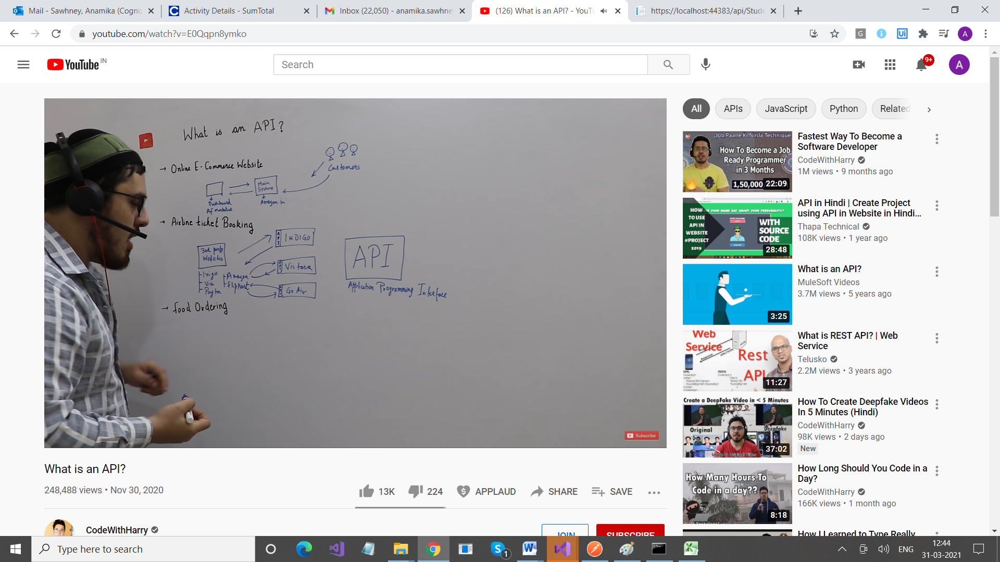 Mail - Sawhney, Anamika (Cogniz
Activity Details - SumTotal
Inbox (22,050) - anamika.sawhney
(126) What is an API? - YouTu
https://localhost:44383/api/Stude
youtube.com/watch?v=E0Qqpn8ymko
G
Ui
A
YouTube IN
Search
9+
A
What is an API?
→ Online E-Commerce Website
Customers
Main
Dashboard
Amazon.in
→ Airline ticket Booking
API INDIGO
3rd party
Websites
Ixigo
Via
Paytm
Amazon
Flipkart
API Vistara
Go Air
API
Application Programming Interface
→ Food Ordering
Subscribe
What is an API?
248,488 views • Nov 30, 2020
13K
224
APPLAUD
SHARE
SAVE
CodeWithHarry
JOIN
SUBSCRIBE
All
APIs
JavaScript
Python
Related
Job Paane Ki NinJa Technique
How To Become a Job
Ready Programmer
in 3 Months
1,50,000
22:09
Fastest Way To Become a
Software Developer
CodeWithHarry
1M views • 9 months ago
HOW
TO USE
API IN
WEBSITE
#PROJECT
2019
S YOUR NAME SAY ABOUT YOUR PERSONALITY?
WITH
SOURCE
CODE
28:48
API in Hindi | Create Project
using API in Website in Hindi...
Thapa Technical
108K views • 1 year ago
3:25
What is an API?
MuleSoft Videos
3.7M views • 5 years ago
Web
Service
Rest
API
XML
JSON
11:27
What is REST API? | Web
Service
Telusko
2.2M views • 3 years ago
Create a DeepFake Video in < 5 Minutes
Original
Deepfake
Image To Original Video
37:02
How To Create Deepfake Videos
In 5 Minutes (Hindi)
CodeWithHarry
98K views • 2 days ago
New
How Many Hours To
Code in a day??
8:18
How Long Should You Code in a
Day?
CodeWithHarry
166K views • 1 month ago
How I Learned to Type Really
Type here to search
1
ENG
12:44
31-03-2021